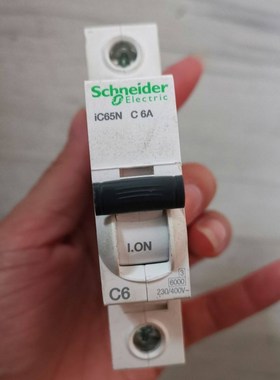 Schneider
Electric
iC65N C 6A
I.ON
C6
6000
230/400V~